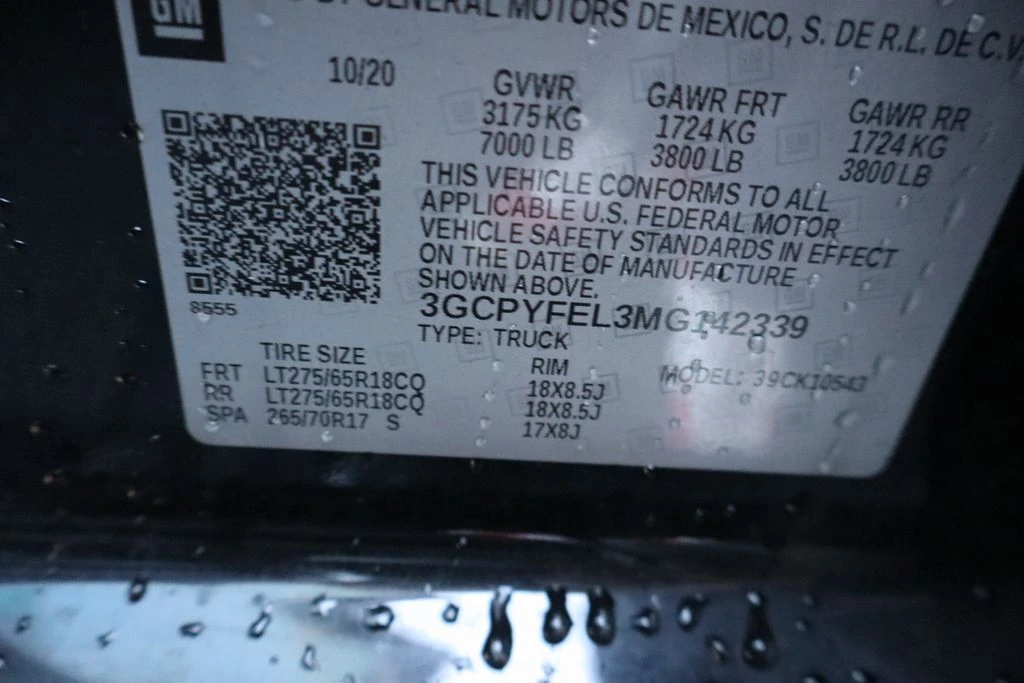 GM
BY GENERAL MOTORS DE MEXICO, S. DE R.L. DE C.V.
10/20 GVWR GAWR FRT GAWR RR
3175 KG 1724 KG 1724 KG
7000 LB 3800 LB 3800 LB
THIS VEHICLE CONFORMS TO ALL
APPLICABLE U.S. FEDERAL MOTOR
VEHICLE SAFETY STANDARDS IN EFFECT
ON THE DATE OF MANUFACTURE
SHOWN ABOVE.
8555
3GCPYFEL3MG142339
TYPE: TRUCK
MODEL: 39CK10543
TIRE SIZE RIM
FRT LT275/65R18CQ 18X8.5J
RR LT275/65R18CQ 18X8.5J
SPA 265/70R17 S 17X8J